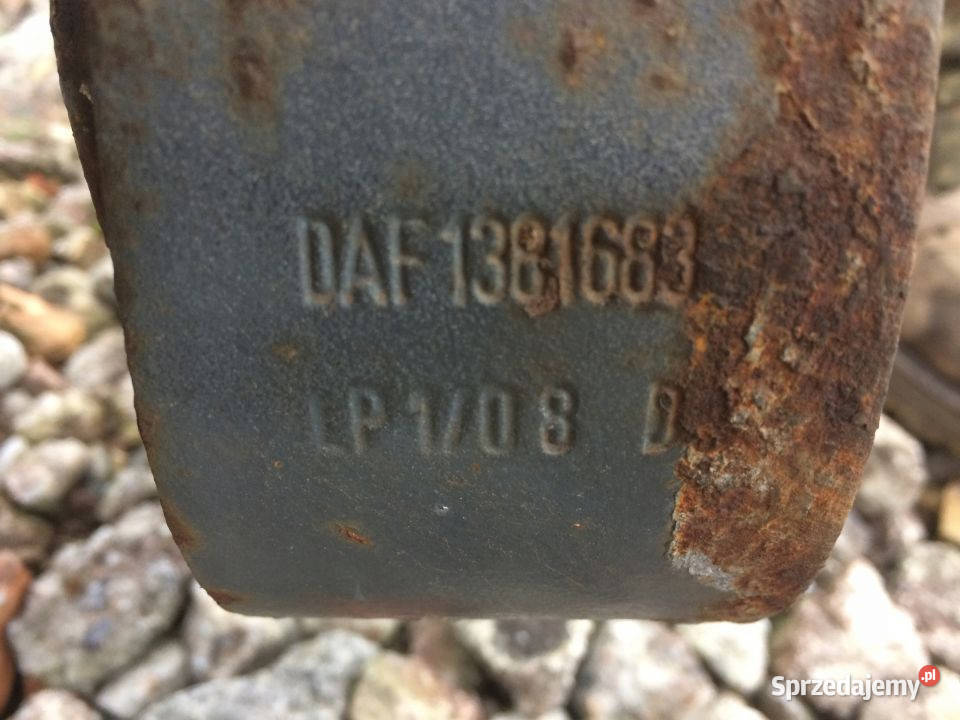 DAF 1381683
LP 1/08 D
Sprzedajemy.pl